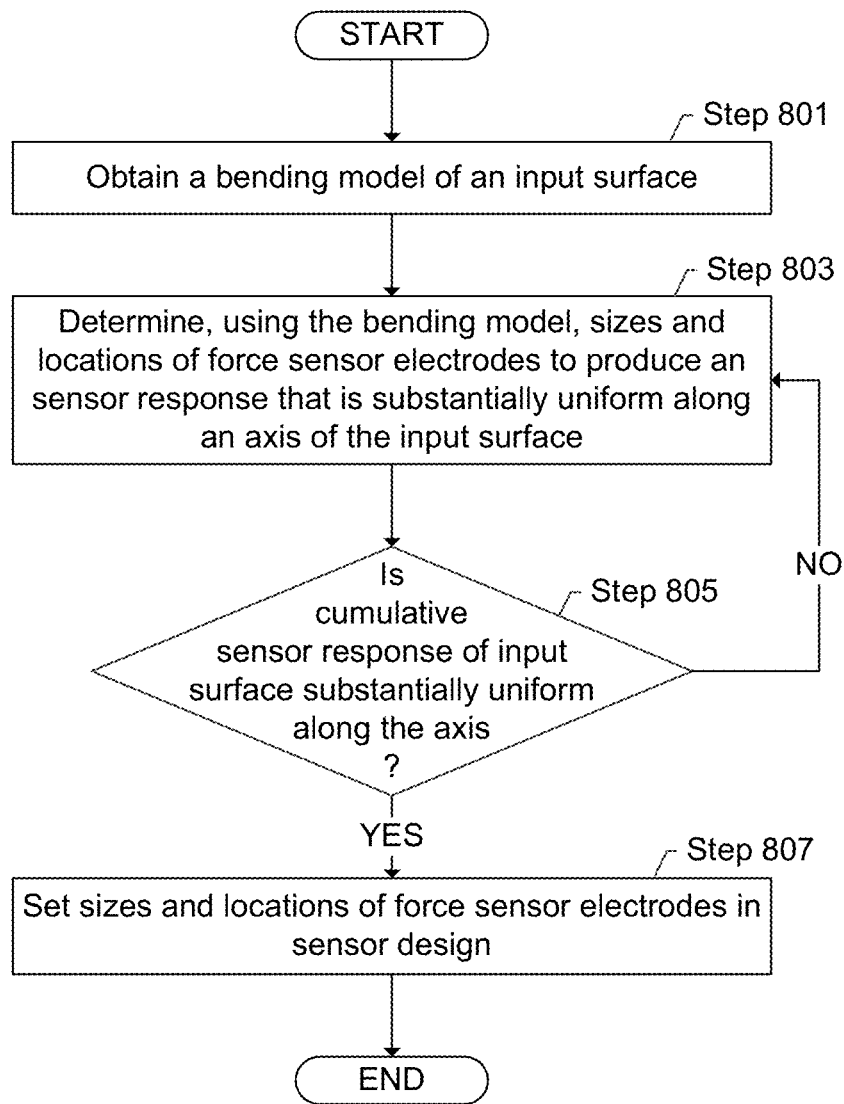 START
Step 801
Obtain a bending model of an input surface
Step 803
Determine, using the bending model, sizes and
locations of force sensor electrodes to produce an
sensor response that is substantially uniform along
an axis of the input surface
Is
cumulative
sensor response of input
surface substantially uniform
along the axis
?
Step 805
NO
YES
Step 807
Set sizes and locations of force sensor electrodes in
sensor design
END